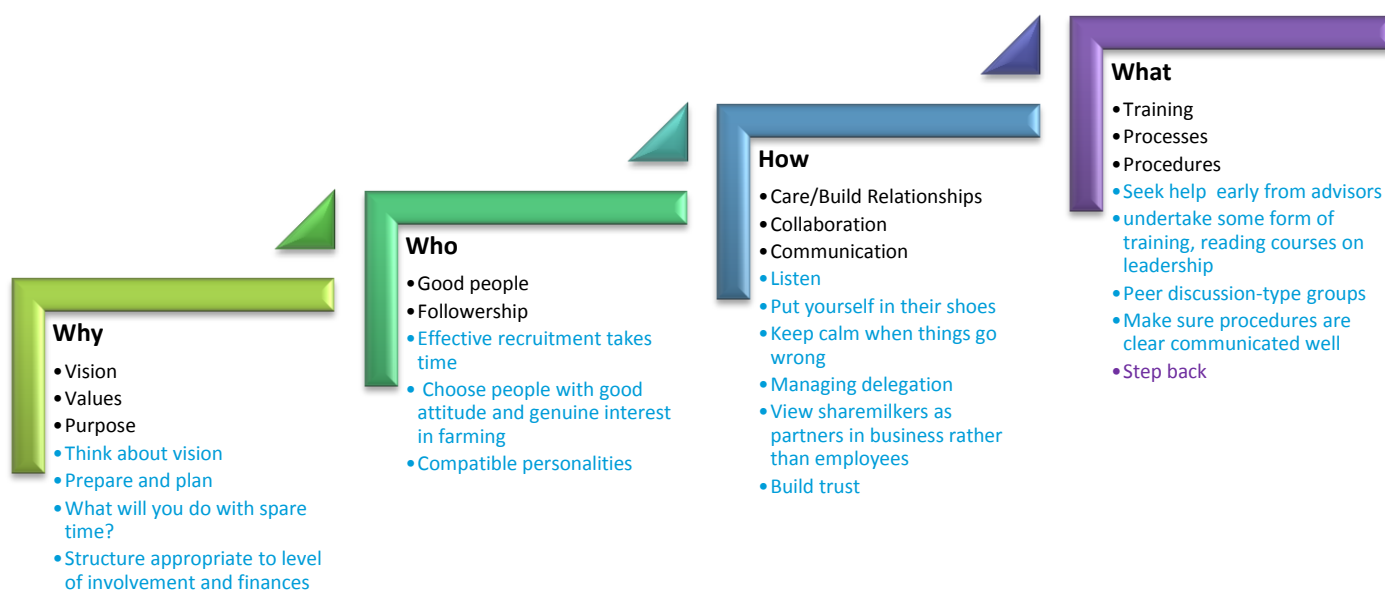 Why
•Vision
•Values
•Purpose
•Think about vision
•Prepare and plan
•What will you do with spare
time?
•Structure appropriate to level
of involvement and finances
Who
•Good people
•Followership
•Effective recruitment takes
time
• Choose people with good
attitude and genuine interest
in farming
•Compatible personalities
How
•Care/Build Relationships
•Collaboration
•Communication
•Listen
•Put yourself in their shoes
•Keep calm when things go
wrong
•Managing delegation
•View sharemilkers as
partners in business rather
than employees
•Build trust
What
•Training
•Processes
•Procedures
•Seek help  early from advisors
•undertake some form of
training, reading courses on
leadership
•Peer discussion-type groups
•Make sure procedures are
clear communicated well
•Step back